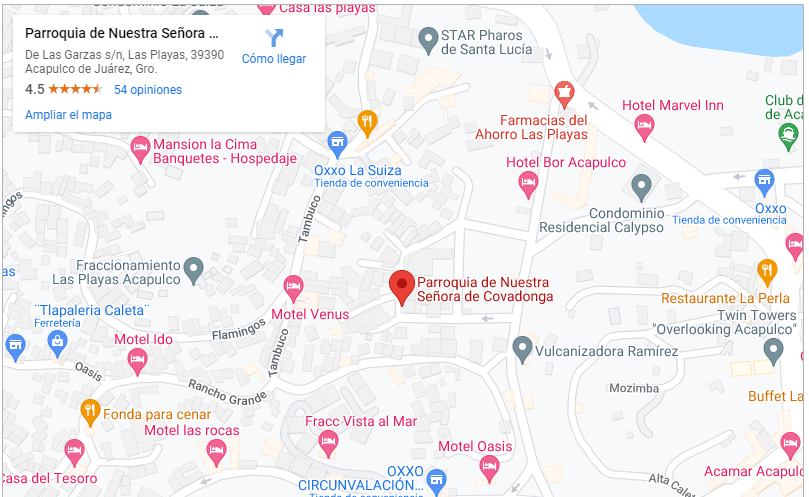 Condominio La Suiza
Casa las playas
Parroquia de Nuestra Señora ...
De Las Garzas s/n, Las Playas, 39390
Acapulco de Juárez, Gro.
4.5
54 opiniones
Ampliar el mapa
Cómo llegar
STAR Pharos
de Santa Lucía
Farmacias del
Ahorro Las Playas
Hotel Marvel Inn
Club d
de Aca
Mansion la Cima
Banquetes - Hospedaje
Oxxo La Suiza
Tienda de conveniencia
Hotel Bor Acapulco
Condominio
Residencial Calypso
Oxxo
Tienda de conveniencia
Tambuco
Fraccionamiento
Las Playas Acapulco
as
Parroquia de Nuestra
Señora de Covadonga
Restaurante La Perla
Twin Towers
"Overlooking Acapulco"
¨Tlapaleria Caleta¨
Ferretería
Motel Venus
Flamingos
Tambuco
Motel Ido
Vulcanizadora Ramírez
Oasis
Rancho Grande
Mozimba
Buffet La
Fonda para cenar
Motel las rocas
Fracc Vista al Mar
Motel Oasis
Casa del Tesoro
OXXO
CIRCUNVALACIÓN...
Tienda de conveniencia
Acamar Acapulc
Alta Cale